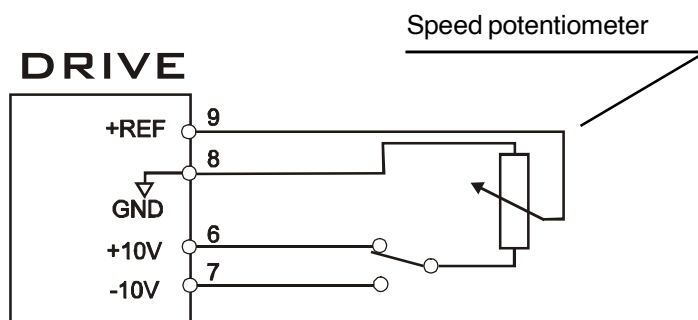 Speed potentiometer
DRIVE
+REF 9
8
GND
+10V 6
-10V 7